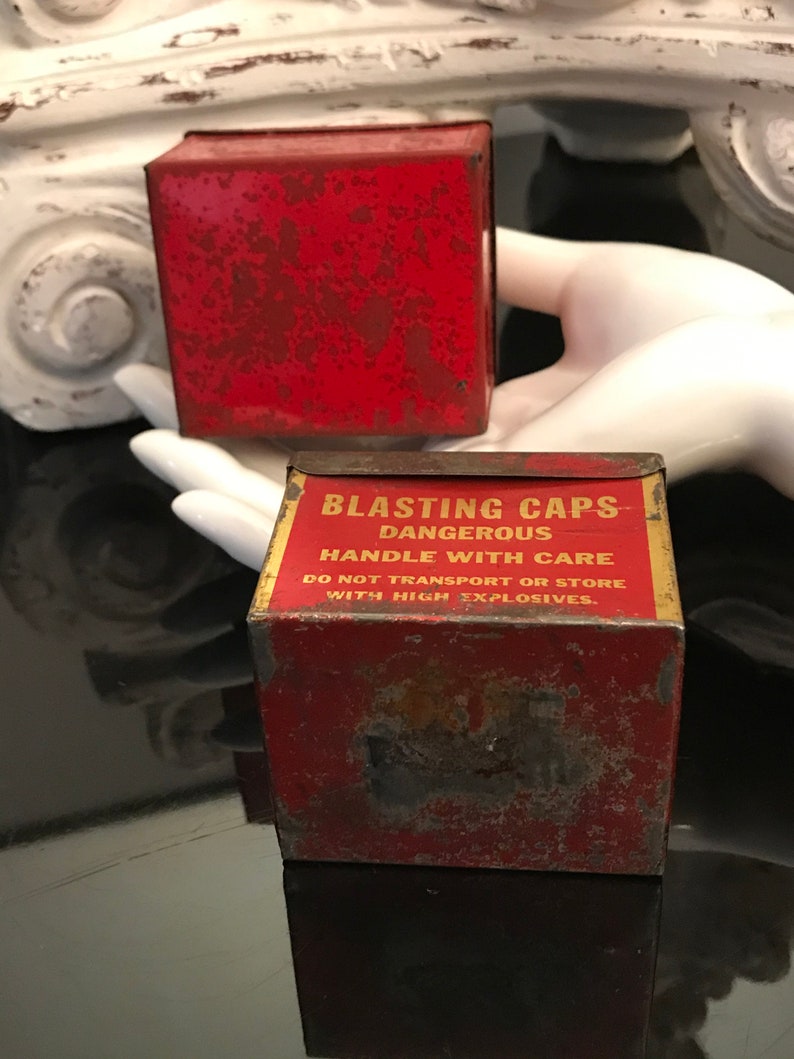 BLASTING CAPS
DANGEROUS
HANDLE WITH CARE
DO NOT TRANSPORT OR STORE
WITH HIGH EXPLOSIVES.